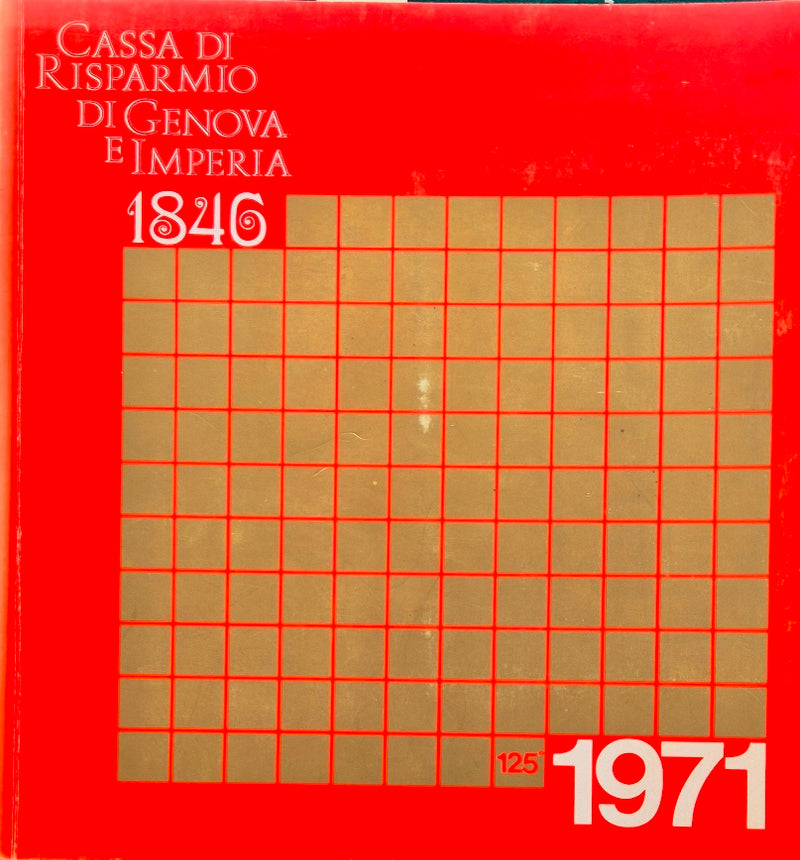 CASSA DI
RISPARMIO
DI GENOVA
E IMPERIA
1846
125°
1971